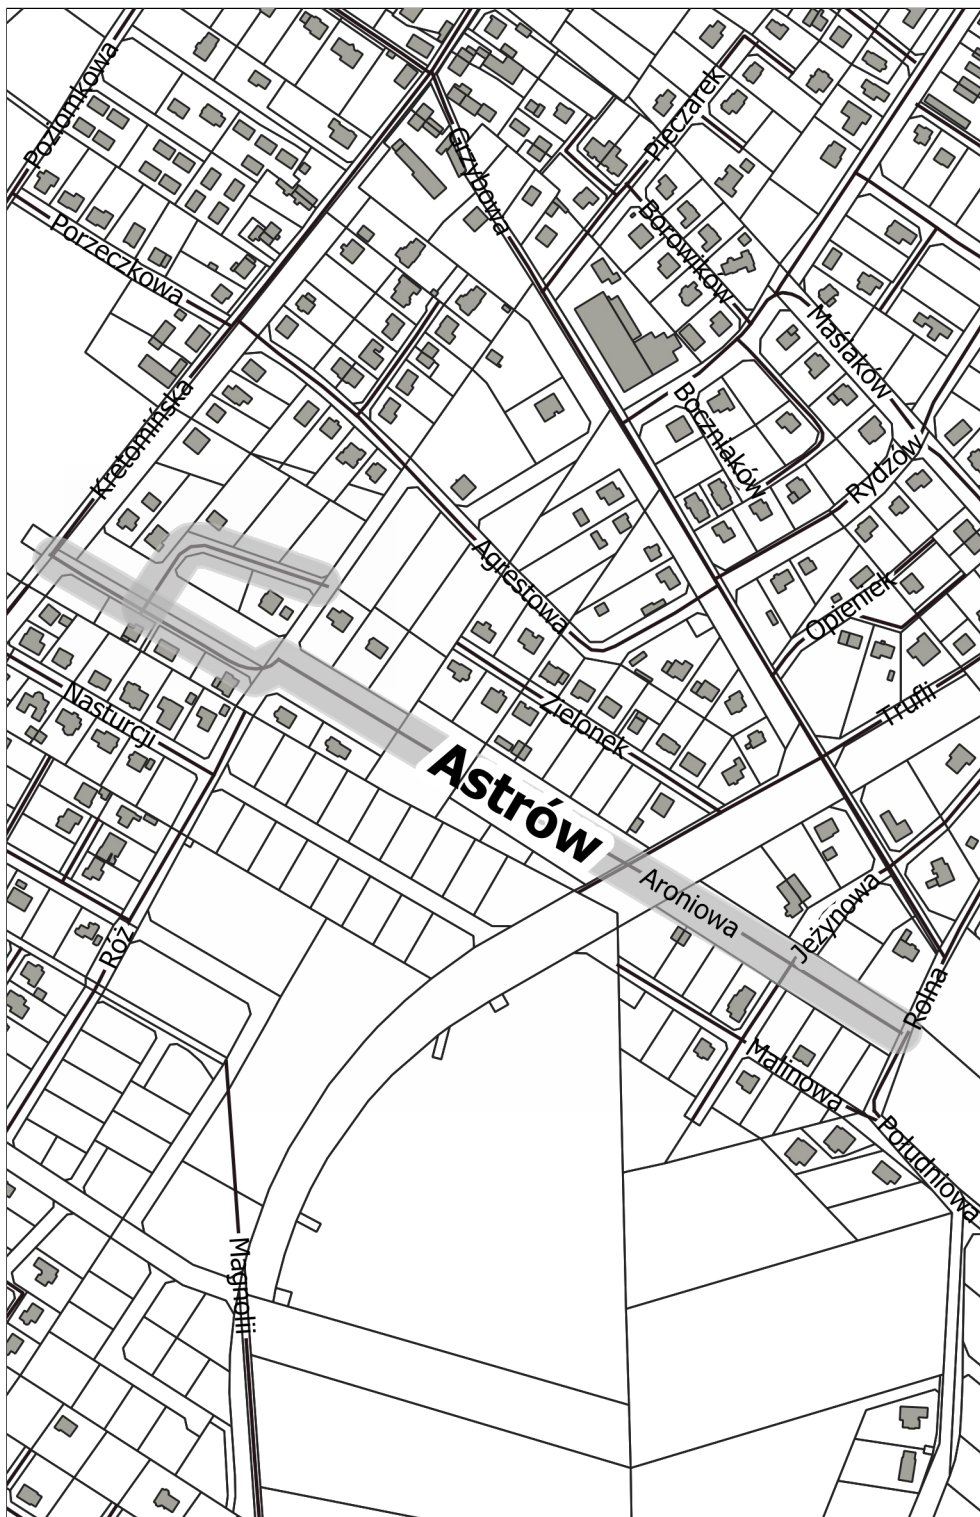 Poziomkowa
Grzybowa
Pieczarek
Porzeczkowa
Borowików
Maślaków
Krętomińska
Boczniaków
Rydzów
Agrestowa
Opieniek
Nasturcji
Zielonek
Trufli
Astrów
Aroniowa
Jeżynowa
Róż
Rolna
Malinowa
Południowa
Magnolii